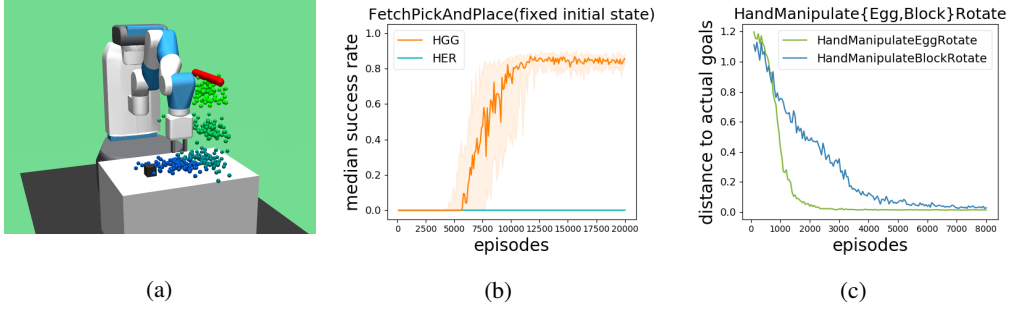 FetchPickAndPlace(fixed initial state)
HGG
HER
median success rate
1.0
0.8
0.6
0.4
0.2
0.0
0 2500 5000 7500 10000 12500 15000 17500 20000
episodes
HandManipulate{Egg,Block}Rotate
HandManipulateEggRotate
HandManipulateBlockRotate
distance to actual goals
1.2
1.0
0.8
0.6
0.4
0.2
0.0
0 1000 2000 3000 4000 5000 6000 7000 8000
episodes
(a) (b) (c)